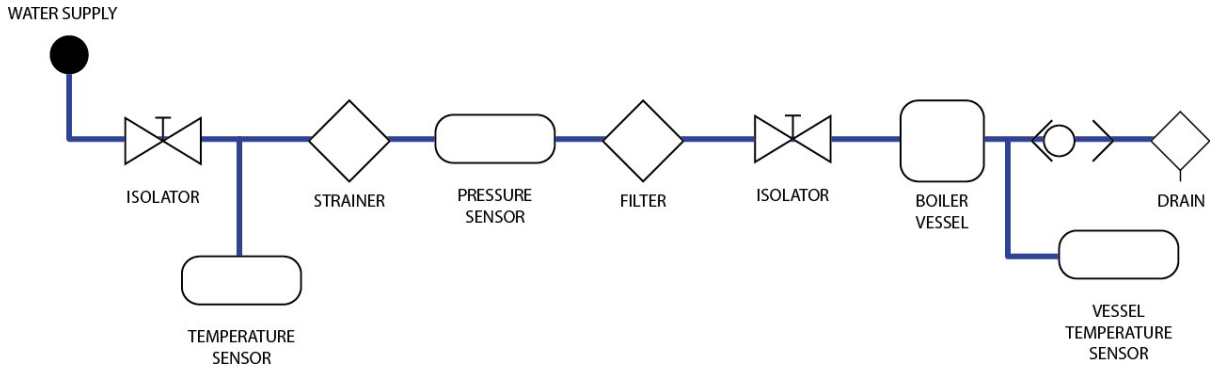 WATER SUPPLY
ISOLATOR
STRAINER
PRESSURE
SENSOR
FILTER
ISOLATOR
BOILER
VESSEL
DRAIN
TEMPERATURE
SENSOR
VESSEL
TEMPERATURE
SENSOR